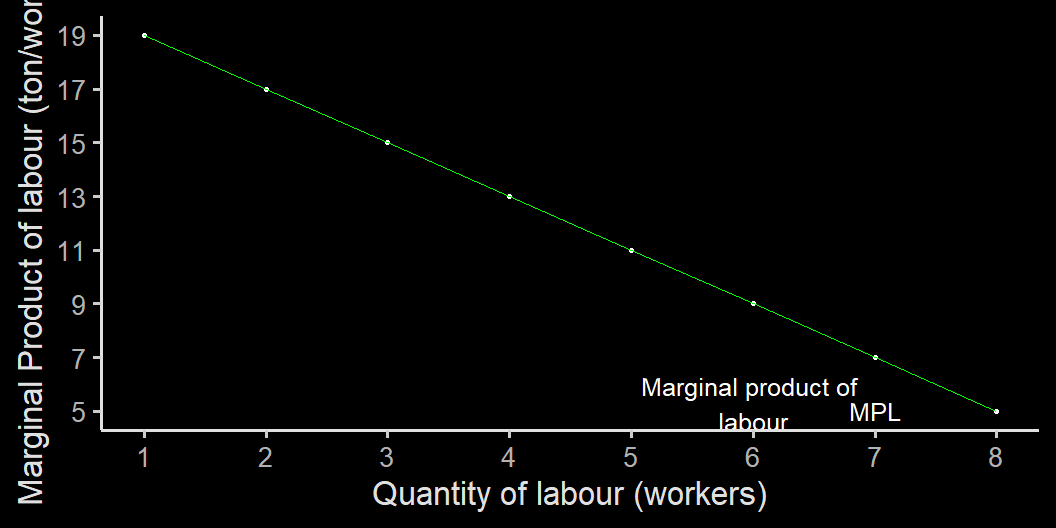 Marginal Product of labour (ton/wor
19
17
15
13
11
9
7
5
Marginal product of
labour
MPL
1 2 3 4 5 6 7 8
Quantity of labour (workers)